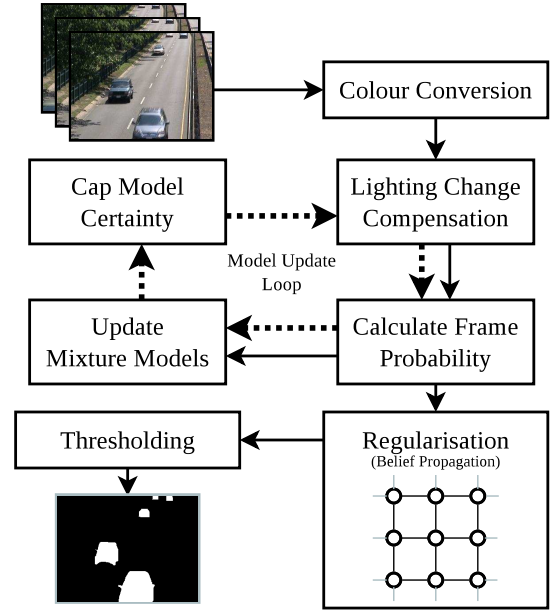 Colour Conversion
Cap Model
Certainty
Lighting Change
Compensation
Model Update
Loop
Update
Mixture Models
Calculate Frame
Probability
Thresholding
Regularisation
(Belief Propagation)